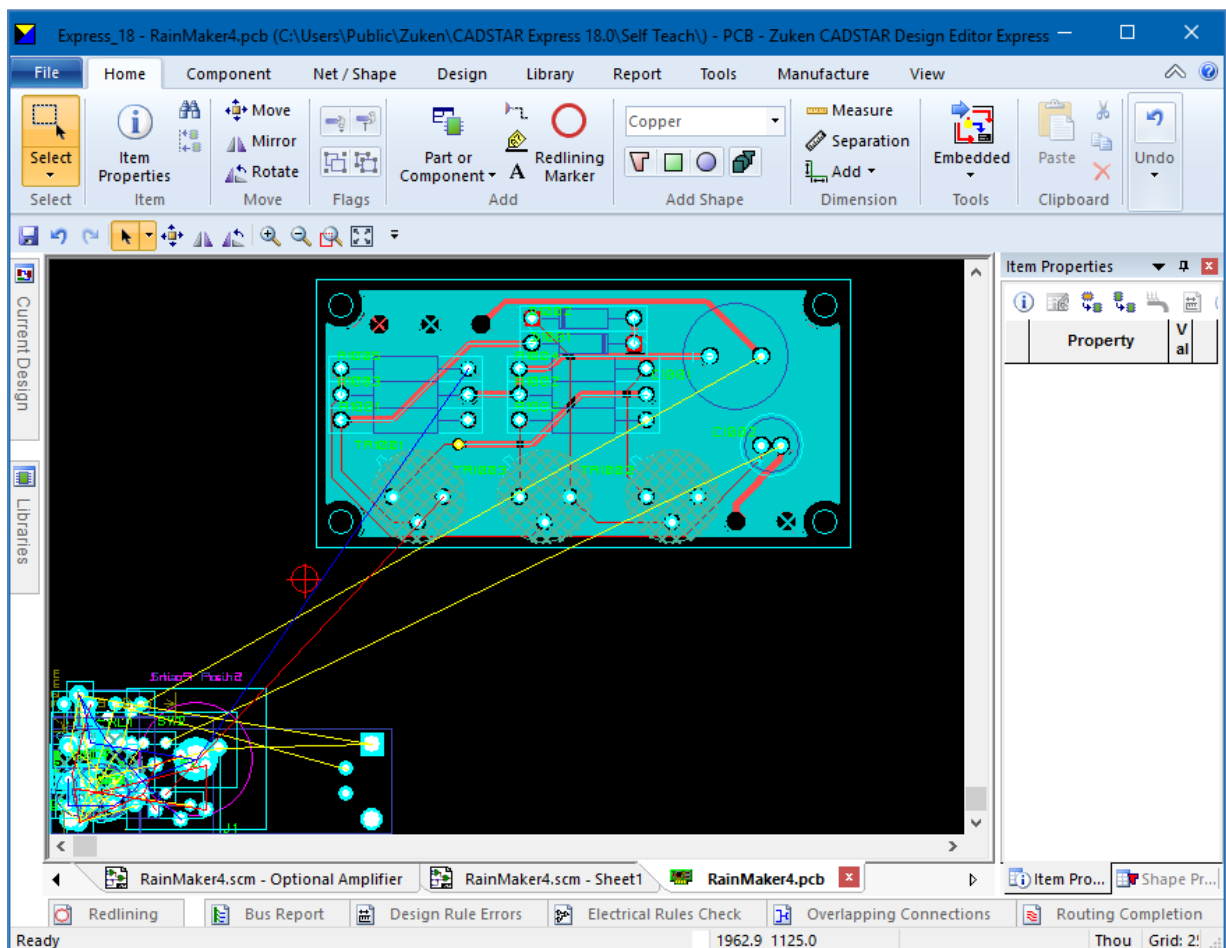 Express_18 - RainMaker4.pcb (C:\Users\Public\Zuken\CADSTAR Express 18.0\Self Teach\) - PCB - Zuken CADSTAR Design Editor Express
File Home Component Net / Shape Design Library Report Tools Manufacture View
Select
Item Properties
Move
Mirror
Rotate
Part or Component
A
Redlining Marker
Copper
Measure
Separation
Add
Embedded
Paste
Undo
Select Item Move Flags Add Add Shape Dimension Tools Clipboard
Current Design
Libraries
TR1001
TR1003
TR1002
J1
Item Properties
Property
V al
RainMaker4.scm - Optional Amplifier
RainMaker4.scm - Sheet1
RainMaker4.pcb
Item Pro...
Shape Pr...
Redlining
Bus Report
Design Rule Errors
Electrical Rules Check
Overlapping Connections
Routing Completion
Ready
1962.9 1125.0
Thou